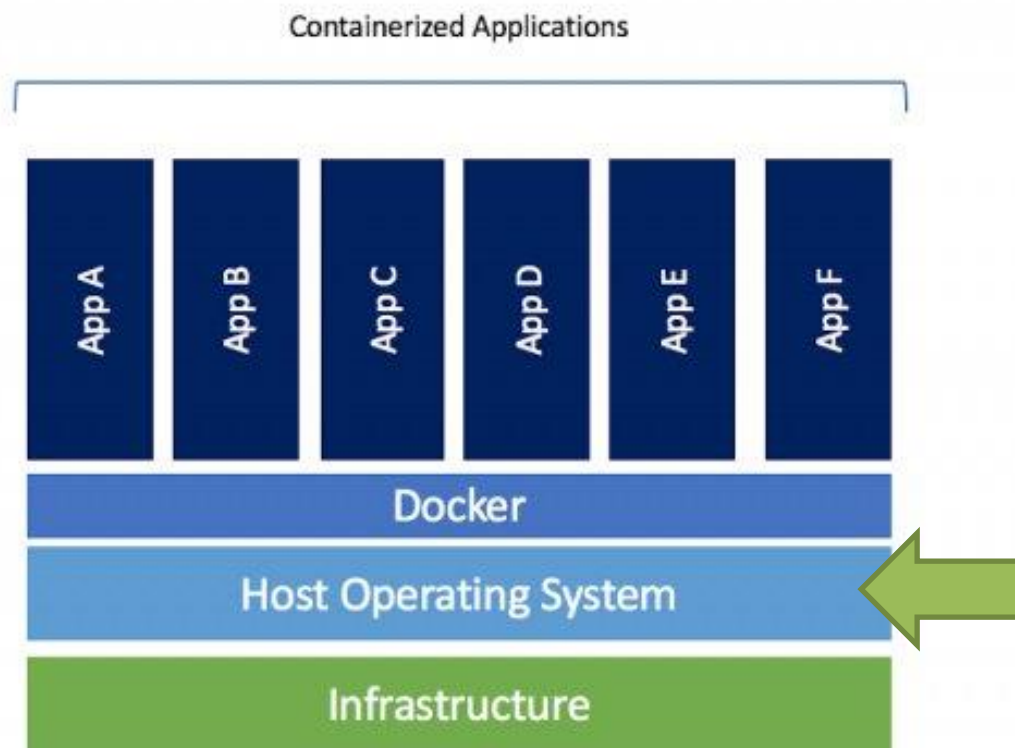 Containerized Applications
App A
App B
App C
App D
App E
App F
Docker
Host Operating System
Infrastructure